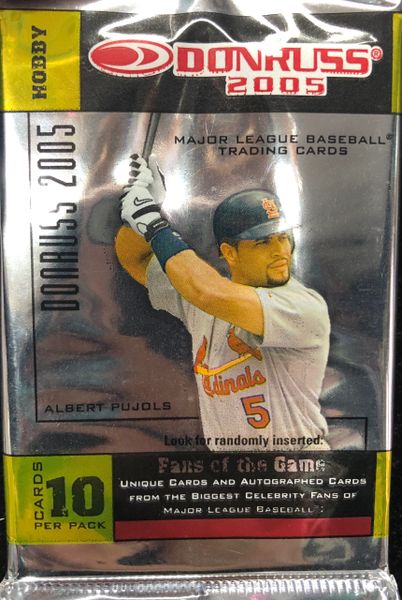 HOBBY
DONRUSS®
2005
MAJOR LEAGUE BASEBALL®
TRADING CARDS
DONRUSS 2005
StL
Cardinals
5
ALBERT PUJOLS
Look for randomly inserted:
Fans of the Game
UNIQUE CARDS AND AUTOGRAPHED CARDS
FROM THE BIGGEST CELEBRITY FANS OF
MAJOR LEAGUE BASEBALL
CARDS
10
PER PACK